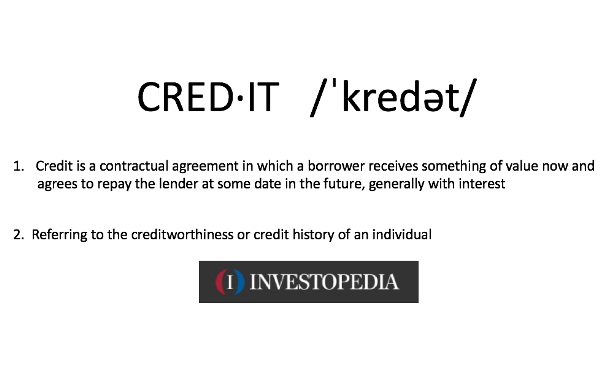 CRED·IT /ˈkredət/
1. Credit is a contractual agreement in which a borrower receives something of value now and
agrees to repay the lender at some date in the future, generally with interest
2. Referring to the creditworthiness or credit history of an individual
(I) INVESTOPEDIA